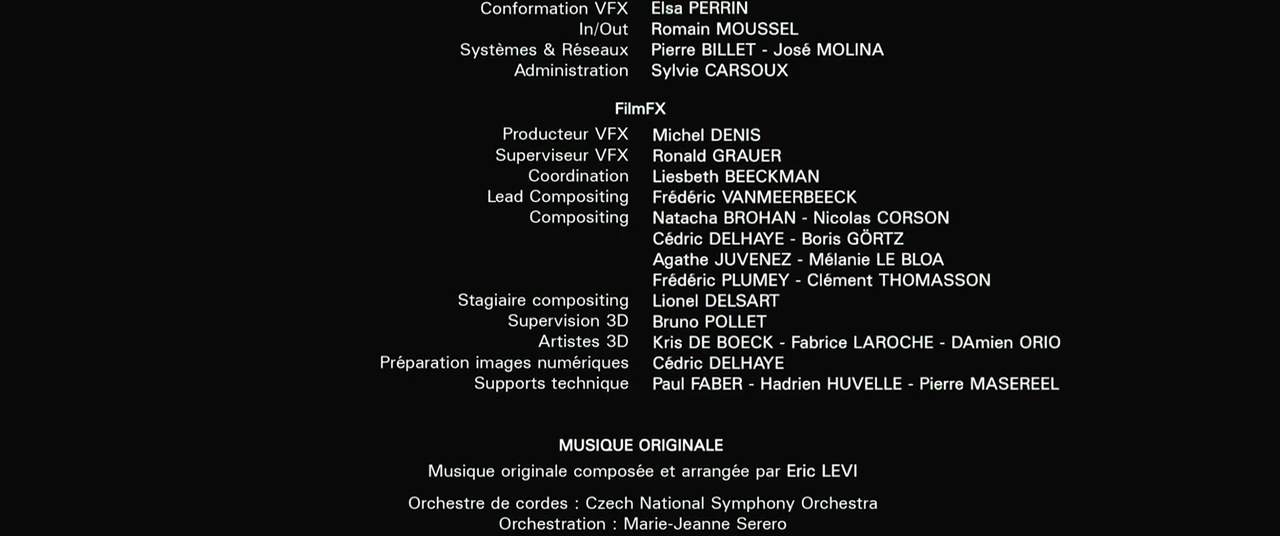 Conformation VFX Elsa PERRIN
In/Out Romain MOUSSEL
Systèmes & Réseaux Pierre BILLET - José MOLINA
Administration Sylvie CARSOUX
FilmFX
Producteur VFX Michel DENIS
Superviseur VFX Ronald GRAUER
Coordination Liesbeth BEECKMAN
Lead Compositing Frédéric VANMEERBEECK
Compositing Natacha BROHAN - Nicolas CORSON
Cédric DELHAYE - Boris GÖRTZ
Agathe JUVENEZ - Mélanie LE BLOA
Frédéric PLUMEY - Clément THOMASSON
Stagiaire compositing Lionel DELSART
Supervision 3D Bruno POLLET
Artistes 3D Kris DE BOECK - Fabrice LAROCHE - DAmien ORIO
Préparation images numériques Cédric DELHAYE
Supports technique Paul FABER - Hadrien HUVELLE - Pierre MASEREEL
MUSIQUE ORIGINALE
Musique originale composée et arrangée par Eric LEVI
Orchestre de cordes : Czech National Symphony Orchestra
Orchestration : Marie-Jeanne Serero